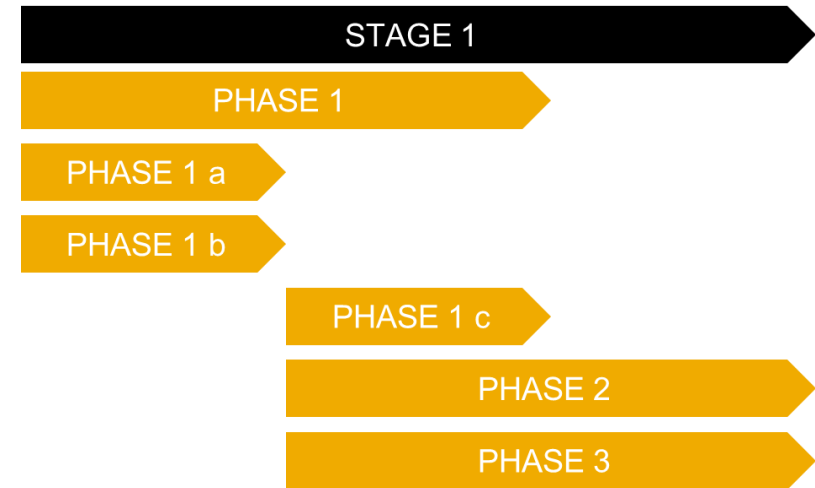 STAGE 1
PHASE 1
PHASE 1 a
PHASE 1 b
PHASE 1 c
PHASE 2
PHASE 3